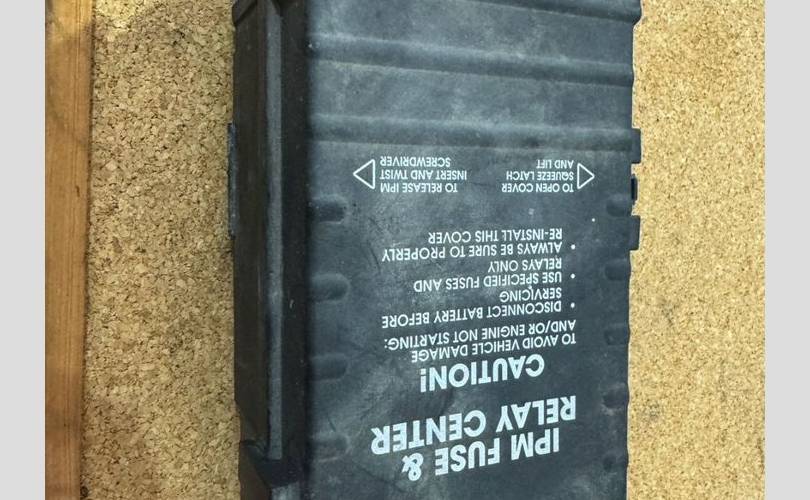 IPM FUSE &
RELAY CENTER
CAUTION!
TO AVOID VEHICLE DAMAGE
AND/OR ENGINE NOT STARTING:
• DISCONNECT BATTERY BEFORE
SERVICING
• USE SPECIFIED FUSES AND
RELAYS ONLY
• ALWAYS BE SURE TO PROPERLY
RE-INSTALL THIS COVER
TO OPEN COVER
SQUEEZE LATCH
AND LIFT
TO RELEASE IPM
INSERT AND TWIST
SCREWDRIVER